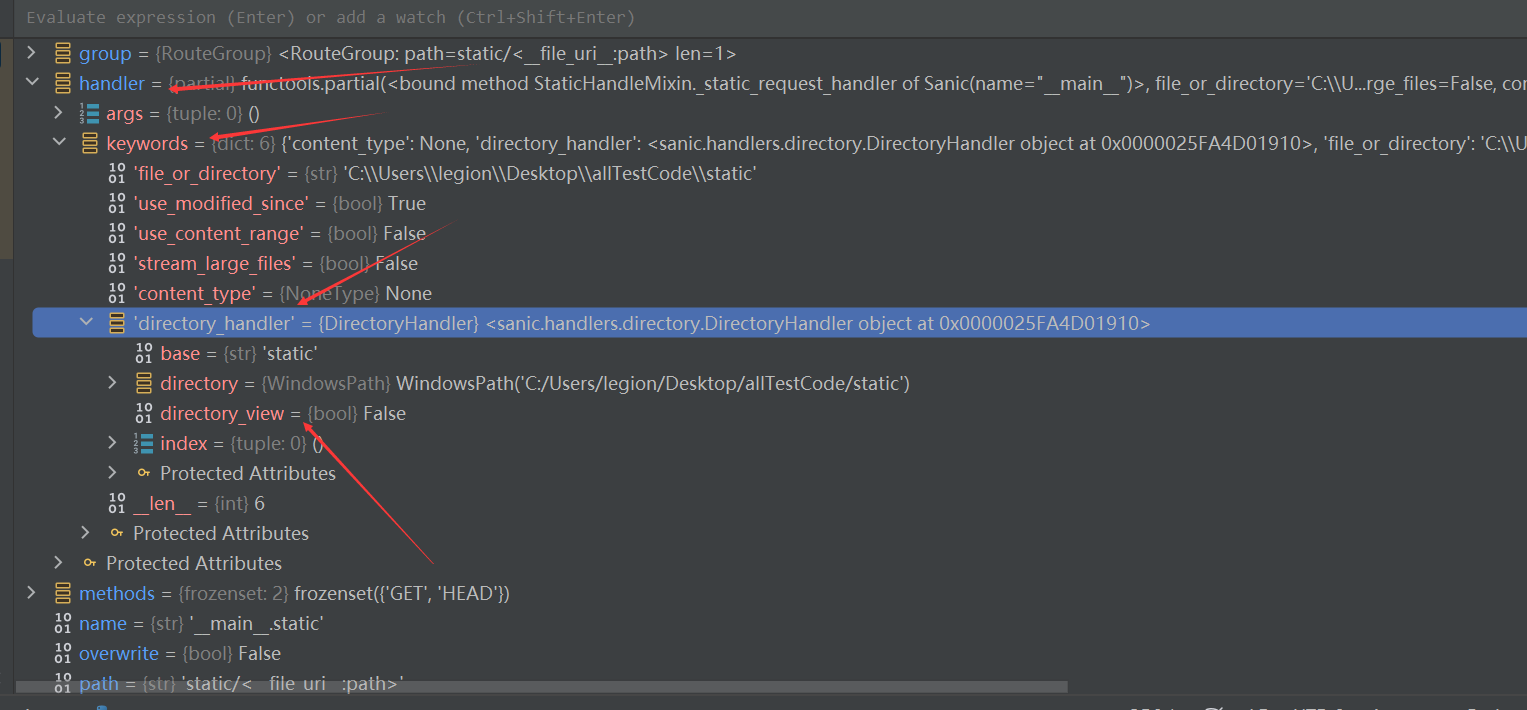 Evaluate expression (Enter) or add a watch (Ctrl+Shift+Enter)
group = {RouteGroup} <RouteGroup: path=static/<__file_uri__:path> len=1>
handler = {partial} functools.partial(<bound method StaticHandleMixin._static_request_handler of Sanic(name="__main__")>, file_or_directory='C:\\U...rge_files=False, con
args = {tuple: 0} ()
keywords = {dict: 6} {'content_type': None, 'directory_handler': <sanic.handlers.directory.DirectoryHandler object at 0x0000025FA4D01910>, 'file_or_directory': 'C:\\U
'file_or_directory' = {str} 'C:\\Users\\legion\\Desktop\\allTestCode\\static'
'use_modified_since' = {bool} True
'use_content_range' = {bool} False
'stream_large_files' = {bool} False
'content_type' = {NoneType} None
'directory_handler' = {DirectoryHandler} <sanic.handlers.directory.DirectoryHandler object at 0x0000025FA4D01910>
base = {str} 'static'
directory = {WindowsPath} WindowsPath('C:/Users/legion/Desktop/allTestCode/static')
directory_view = {bool} False
index = {tuple: 0} ()
Protected Attributes
__len__ = {int} 6
Protected Attributes
Protected Attributes
methods = {frozenset: 2} frozenset({'GET', 'HEAD'})
name = {str} '__main__.static'
overwrite = {bool} False
path = {str} 'static/<__file_uri__:path>'